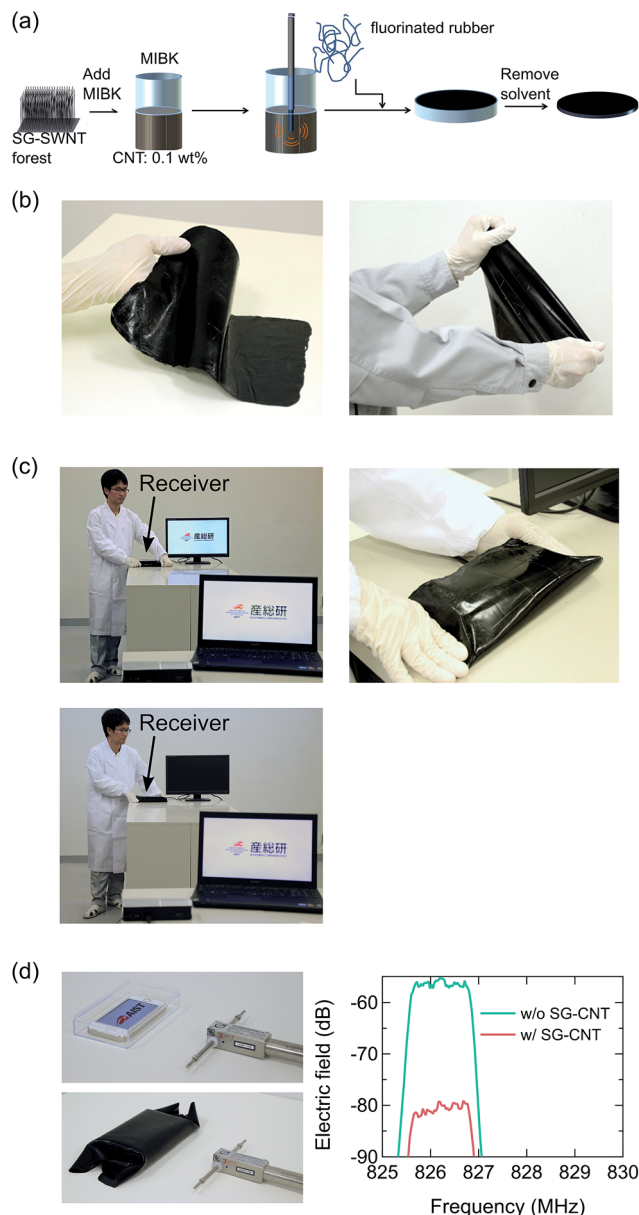 (a)
SG-SWNT
forest
Add
MIBK
MIBK
CNT: 0.1 wt%
fluorinated rubber
Remove
solvent
(b)
(c)
Receiver
産総研
産総研
Receiver
産総研
(d)
AIST
Electric field (dB)
-60
-70
-80
-90
w/o SG-CNT
w/ SG-CNT
825 826 827 828 829 830
Frequency (MHz)